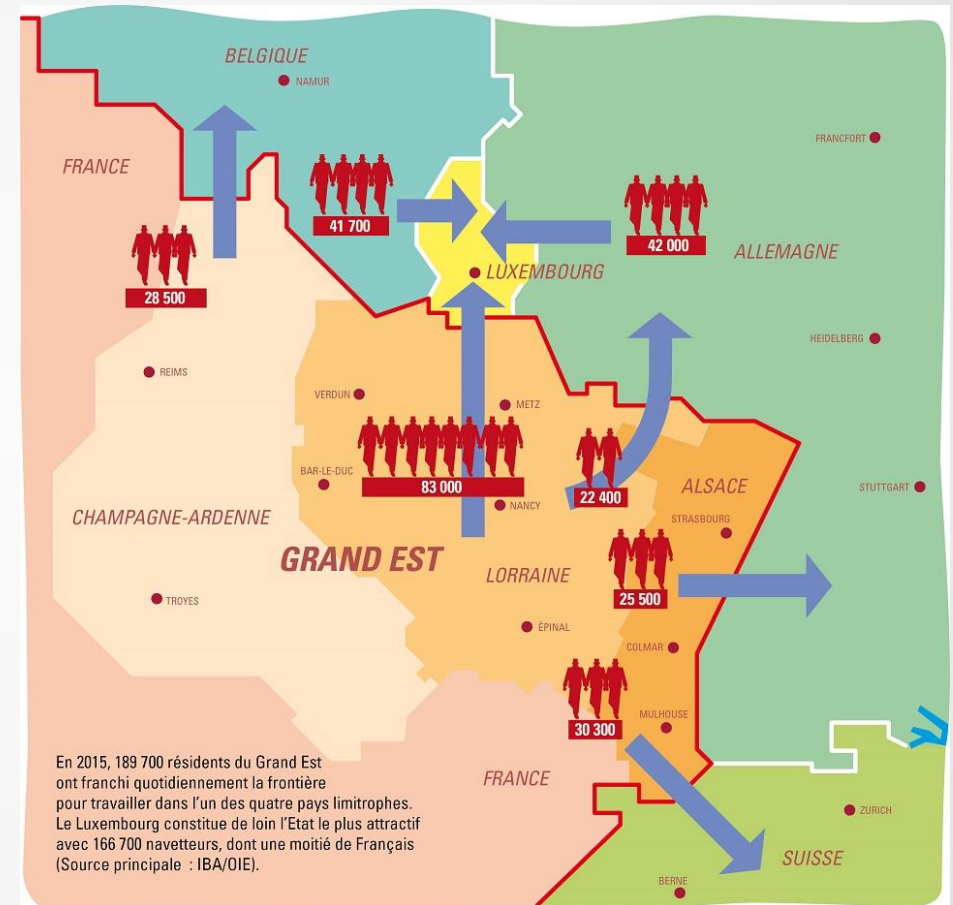 BELGIQUE
NAMUR
FRANCFORT
FRANCE
41 700
42 000
ALLEMAGNE
LUXEMBOURG
28 500
HEIDELBERG
REIMS
VERDUN
METZ
BAR-LE-DUC
83 000
22 400
ALSACE
STUTTGART
NANCY
CHAMPAGNE-ARDENNE
STRASBOURG
GRAND EST
LORRAINE
25 500
TROYES
ÉPINAL
COLMAR
30 300
MULHOUSE
En 2015, 189 700 résidents du Grand Est
ont franchi quotidiennement la frontière
pour travailler dans l'un des quatre pays limitrophes.
Le Luxembourg constitue de loin l'Etat le plus attractif
avec 166 700 navetteurs, dont une moitié de Français
(Source principale : IBA/OIE).
FRANCE
ZURICH
SUISSE
BERNE